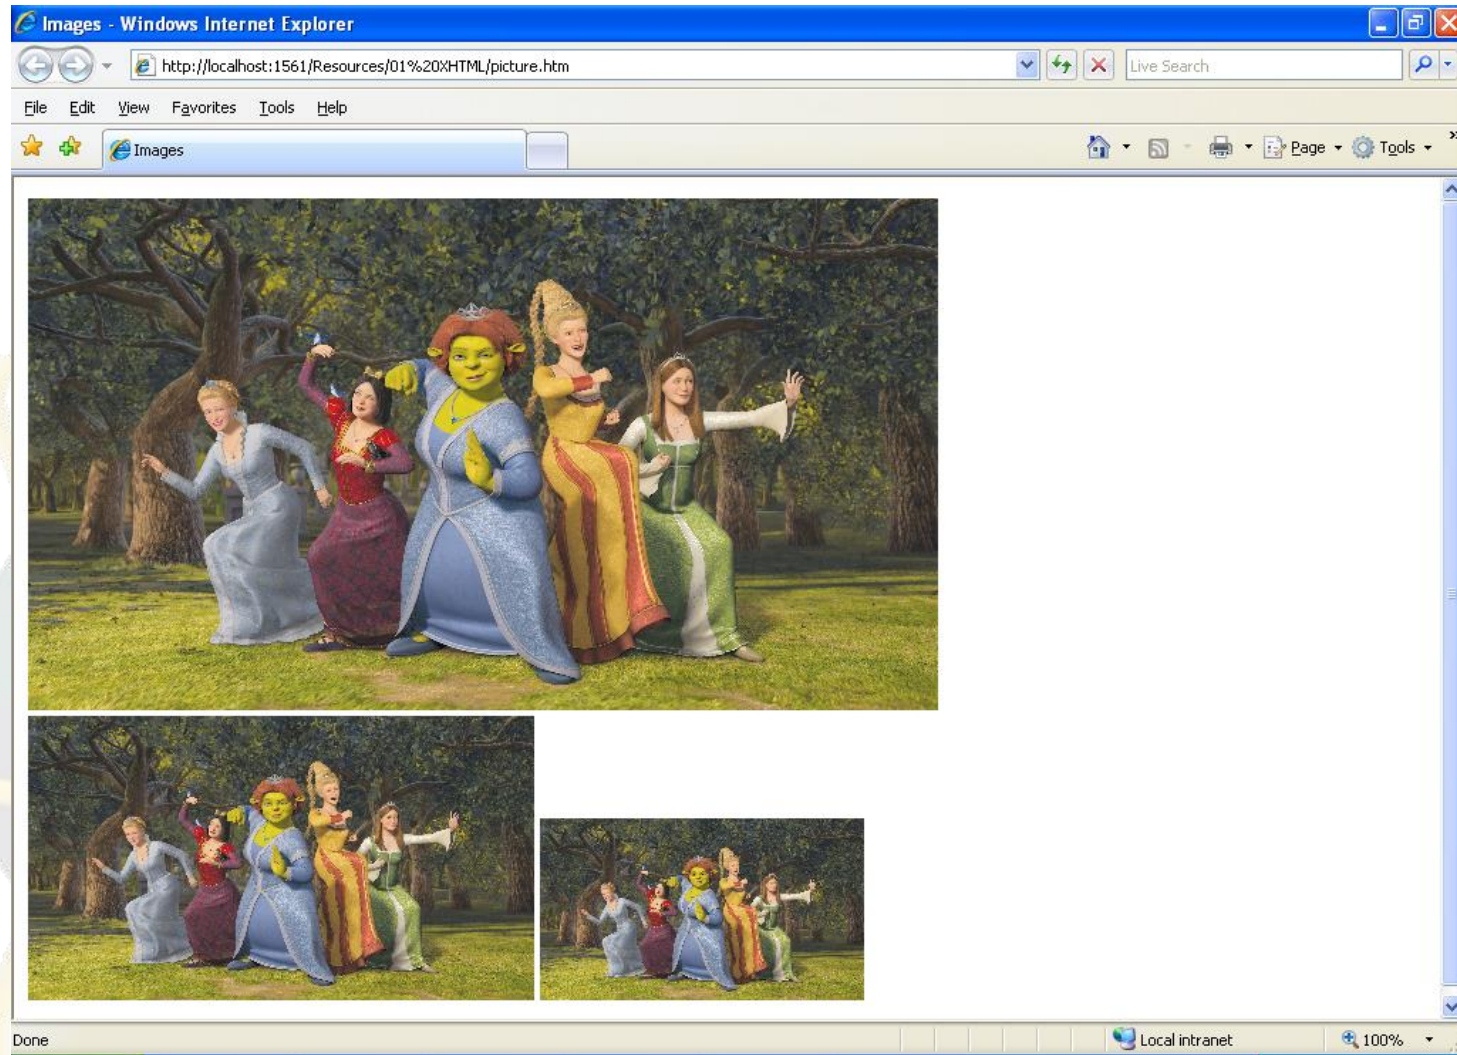 Images - Windows Internet Explorer
http://localhost:1561/Resources/01%20XHTML/picture.htm
Live Search
File Edit View Favorites Tools Help
Images
Page Tools »
Done Local intranet 100%